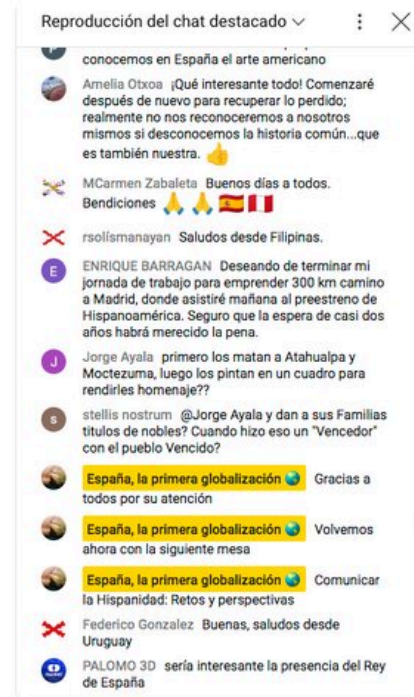 Reproducción del chat destacado
conocemos en España el arte americano
Amelia Otxoa ¡Qué interesante todo! Comenzaré
después de nuevo para recuperar lo perdido;
realmente no nos reconoceremos a nosotros
mismos si desconocemos la historia común...que
es también nuestra. 👍
MCarmen Zabaleta Buenos días a todos.
Bendiciones 🙏 🙏 🇪🇸 🇵🇪
rsolísmanayan Saludos desde Filipinas.
E ENRIQUE BARRAGAN Deseando de terminar mi
jornada de trabajo para emprender 300 km camino
a Madrid, donde asistiré mañana al preestreno de
Hispanoamérica. Seguro que la espera de casi dos
años habrá merecido la pena.
J Jorge Ayala primero los matan a Atahualpa y
Moctezuma, luego los pintan en un cuadro para
rendirles homenaje??
s stellis nostrum @Jorge Ayala y dan a sus Familias
titulos de nobles? Cuando hizo eso un "Vencedor"
con el pueblo Vencido?
España, la primera globalización 🌏 Gracias a
todos por su atención
España, la primera globalización 🌏 Volvemos
ahora con la siguiente mesa
España, la primera globalización 🌏 Comunicar
la Hispanidad: Retos y perspectivas
Federico Gonzalez Buenas, saludos desde
Uruguay
PALOMO 3D sería interesante la presencia del Rey
de España